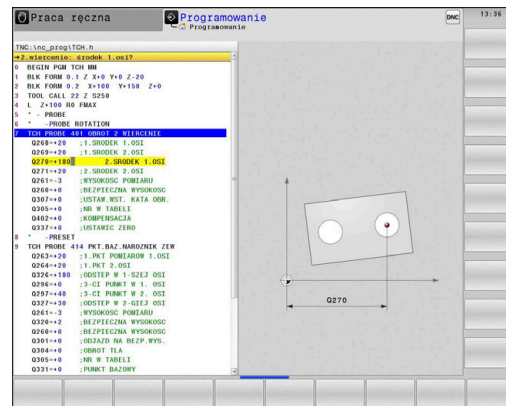 Praca ręczna
Programowanie
Programowanie
DNC
13:36
TNC:\nc_prog\TCH.h
→2.wiercenie: środek 1.osi?
0 BEGIN PGM TCH MM
1 BLK FORM 0.1 Z X+0 Y+0 Z-20
2 BLK FORM 0.2 X+100 Y+150 Z+0
3 TOOL CALL 22 Z S250
4 L Z+100 R0 FMAX
5 * - PROBE
6 * -PROBE ROTATION
7 TCH PROBE 401 OBROT 2 WIERCENIE
Q268=+20 ;1.SRODEK 1.OSI
Q269=+20 ;1.SRODEK 2.OSI
Q270=+180 2.SRODEK 1.OSI
Q271=+20 ;2.SRODEK 2.OSI
Q261=-3 ;WYSOKOSC POMIARU
Q260=+0 ;BEZPIECZNA WYSOKOSC
Q307=+0 ;USTAW.WST. KATA OBR.
Q305=+0 ;NR W TABELI
Q402=+0 ;KOMPENSACJA
Q337=+0 ;USTAWIC ZERO
8 * -PRESET
9 TCH PROBE 414 PKT.BAZ.NAROZNIK ZEW
Q263=+20 ;1.PKT POMIAROW 1.OSI
Q264=+20 ;1.PKT 2.OSI
Q326=+180 ;ODSTEP W 1-SZEJ OSI
Q296=+0 ;3-CI PUNKT W 1. OSI
Q297=+40 ;3-CI PUNKT W 2. OSI
Q327=+30 ;ODSTEP W 2-GIEJ OSI
Q261=-3 ;WYSOKOSC POMIARU
Q320=+2 ;BEZPIECZNA WYSOKOSC
Q260=+0 ;BEZPIECZNA WYSOKOSC
Q301=+0 ;ODJAZD NA BEZP.WYS.
Q304=+0 ;OBROT TLA
Q305=+0 ;NR W TABELI
Q331=+0 ;PUNKT BAZOWY
Q270